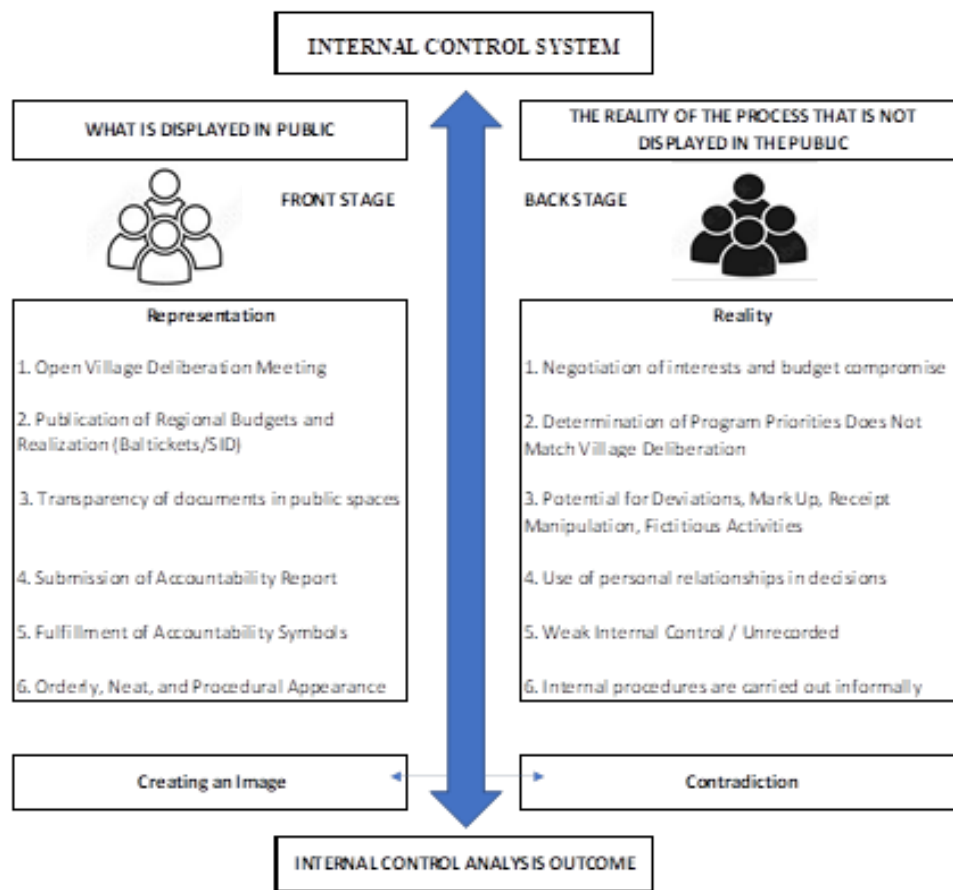 INTERNAL CONTROL SYSTEM
WHAT IS DISPLAYED IN PUBLIC
THE REALITY OF THE PROCESS THAT IS NOT
DISPLAYED IN THE PUBLIC
FRONT STAGE
BACK STAGE
Representation
1. Open Village Deliberation Meeting
2. Publication of Regional Budgets and
Realization (Baltickets/SID)
3. Transparency of documents in public spaces
4. Submission of Accountability Report
5. Fulfillment of Accountability Symbols
6. Orderly, Neat, and Procedural Appearance
Reality
1. Negotiation of interests and budget compromise
2. Determination of Program Priorities Does Not
Match Village Deliberation
3. Potential for Deviations, Mark Up, Receipt
Manipulation, Fictitious Activities
4. Use of personal relationships in decisions
5. Weak Internal Control / Unrecorded
6. Internal procedures are carried out informally
Creating an Image
Contradiction
INTERNAL CONTROL ANALYSIS OUTCOME